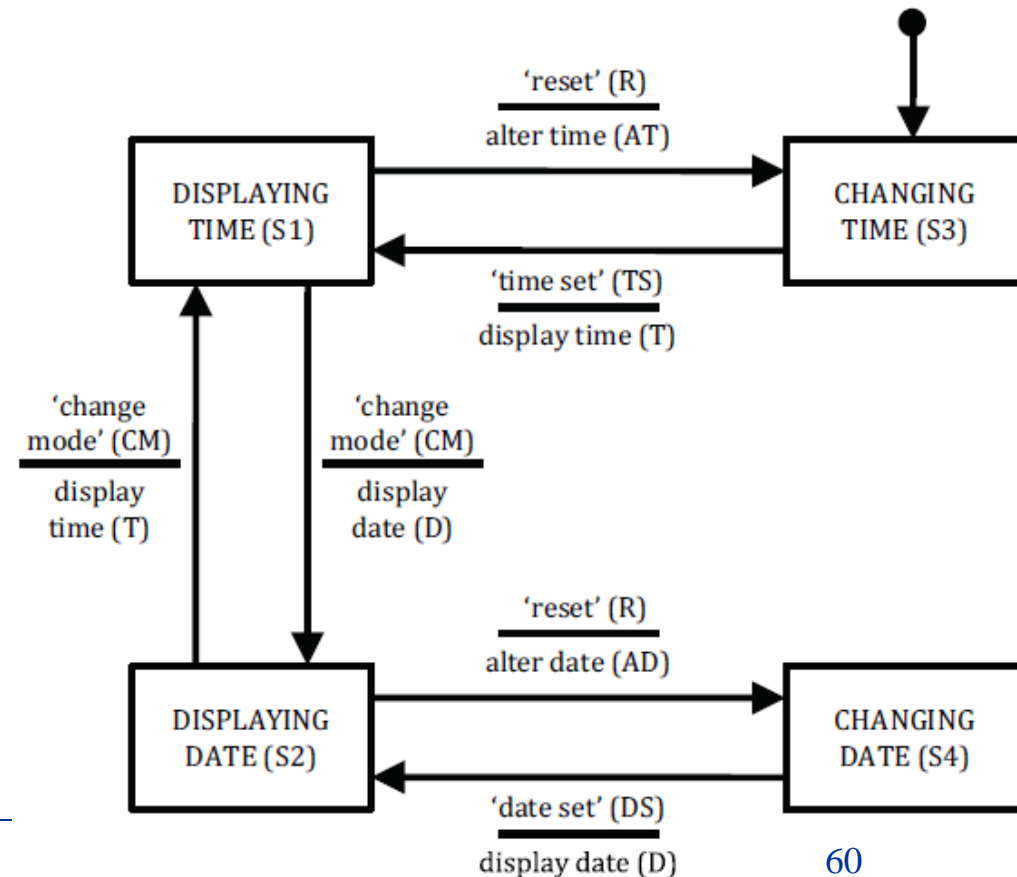 ‘reset’ (R)
alter time (AT)
DISPLAYING
TIME (S1)
CHANGING
TIME (S3)
‘time set’ (TS)
display time (T)
‘change
mode’ (CM)
display
time (T)
‘change
mode’ (CM)
display
date (D)
‘reset’ (R)
alter date (AD)
DISPLAYING
DATE (S2)
CHANGING
DATE (S4)
‘date set’ (DS)
display date (D)
60